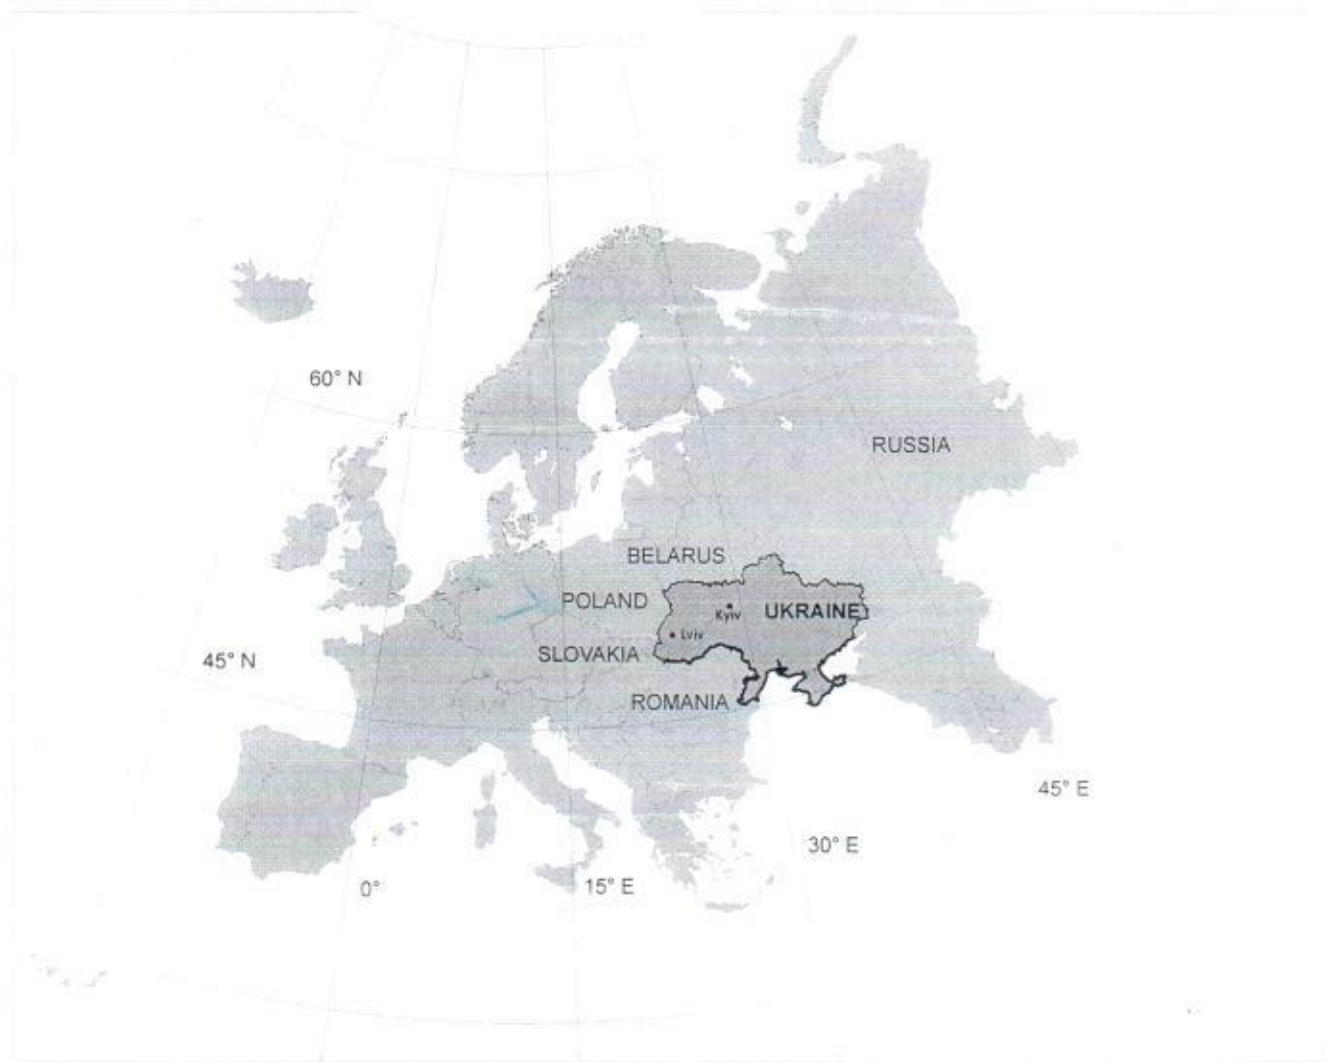 60° N
RUSSIA
BELARUS
POLAND
Kyiv
UKRAINE
Lviv
45° N
SLOVAKIA
ROMANIA
45° E
30° E
0°
15° E